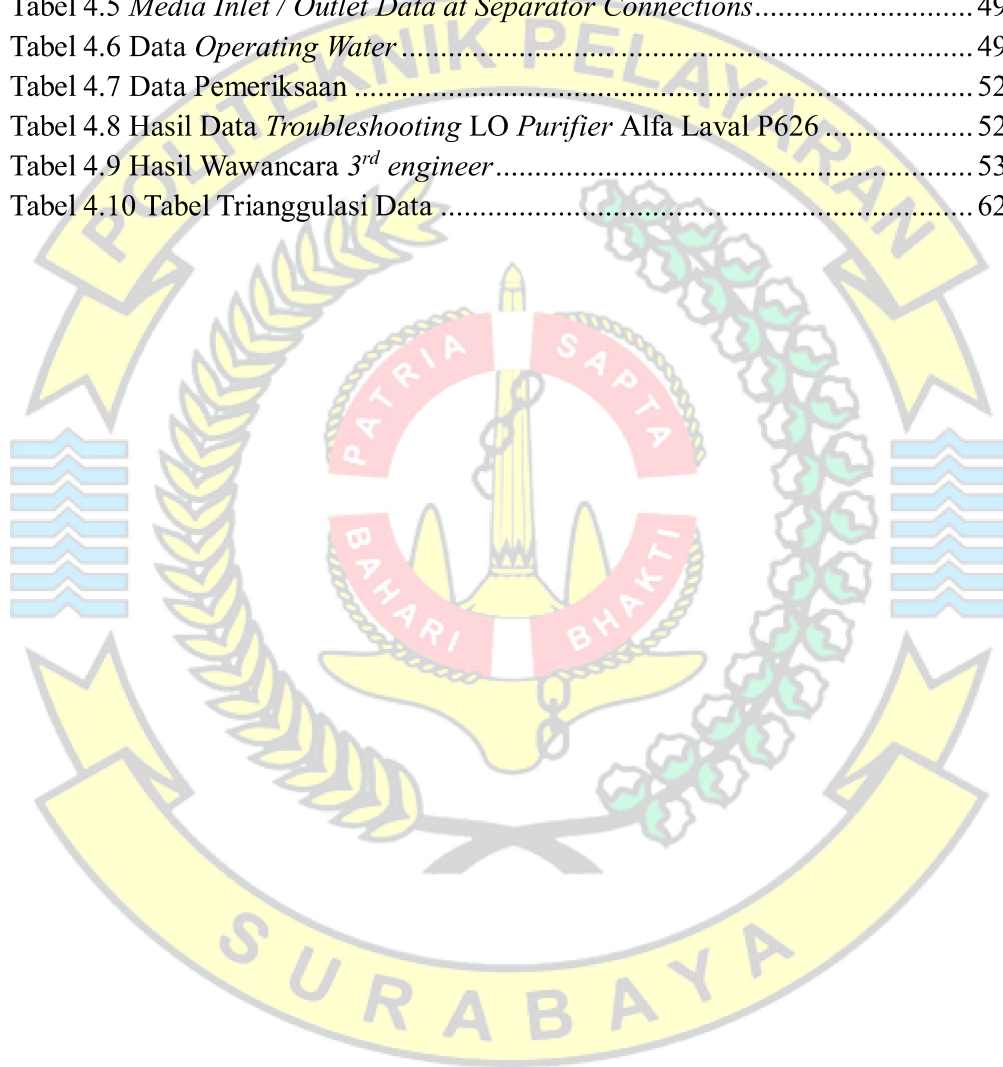 Tabel 4.5 Media Inlet / Outlet Data at Separator Connections.......................... 49
Tabel 4.6 Data Operating Water.......................................................................... 49
Tabel 4.7 Data Pemeriksaan ............................................................................... 52
Tabel 4.8 Hasil Data Troubleshooting LO Purifier Alfa Laval P626 .................. 52
Tabel 4.9 Hasil Wawancara 3rd engineer............................................................ 53
Tabel 4.10 Tabel Trianggulasi Data .................................................................... 62
POLITEKNIK PELAYARAN
PATRIA SAPTA
BAHARI BHAKTI
SURABAYA